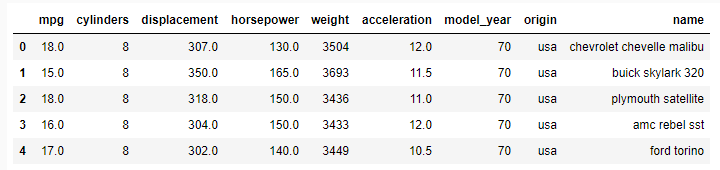 mpg cylinders displacement horsepower weight acceleration model_year origin name
0 18.0 8 307.0 130.0 3504 12.0 70 usa chevrolet chevelle malibu
1 15.0 8 350.0 165.0 3693 11.5 70 usa buick skylark 320
2 18.0 8 318.0 150.0 3436 11.0 70 usa plymouth satellite
3 16.0 8 304.0 150.0 3433 12.0 70 usa amc rebel sst
4 17.0 8 302.0 140.0 3449 10.5 70 usa ford torino